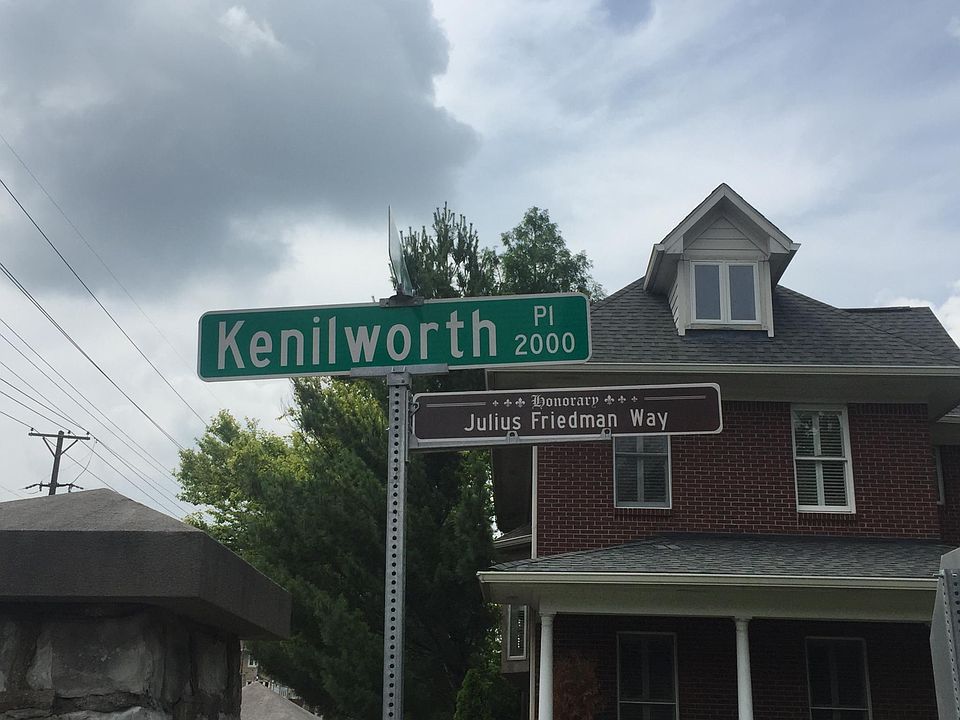 Kenilworth Pl
2000
Honorary
Julius Friedman Way